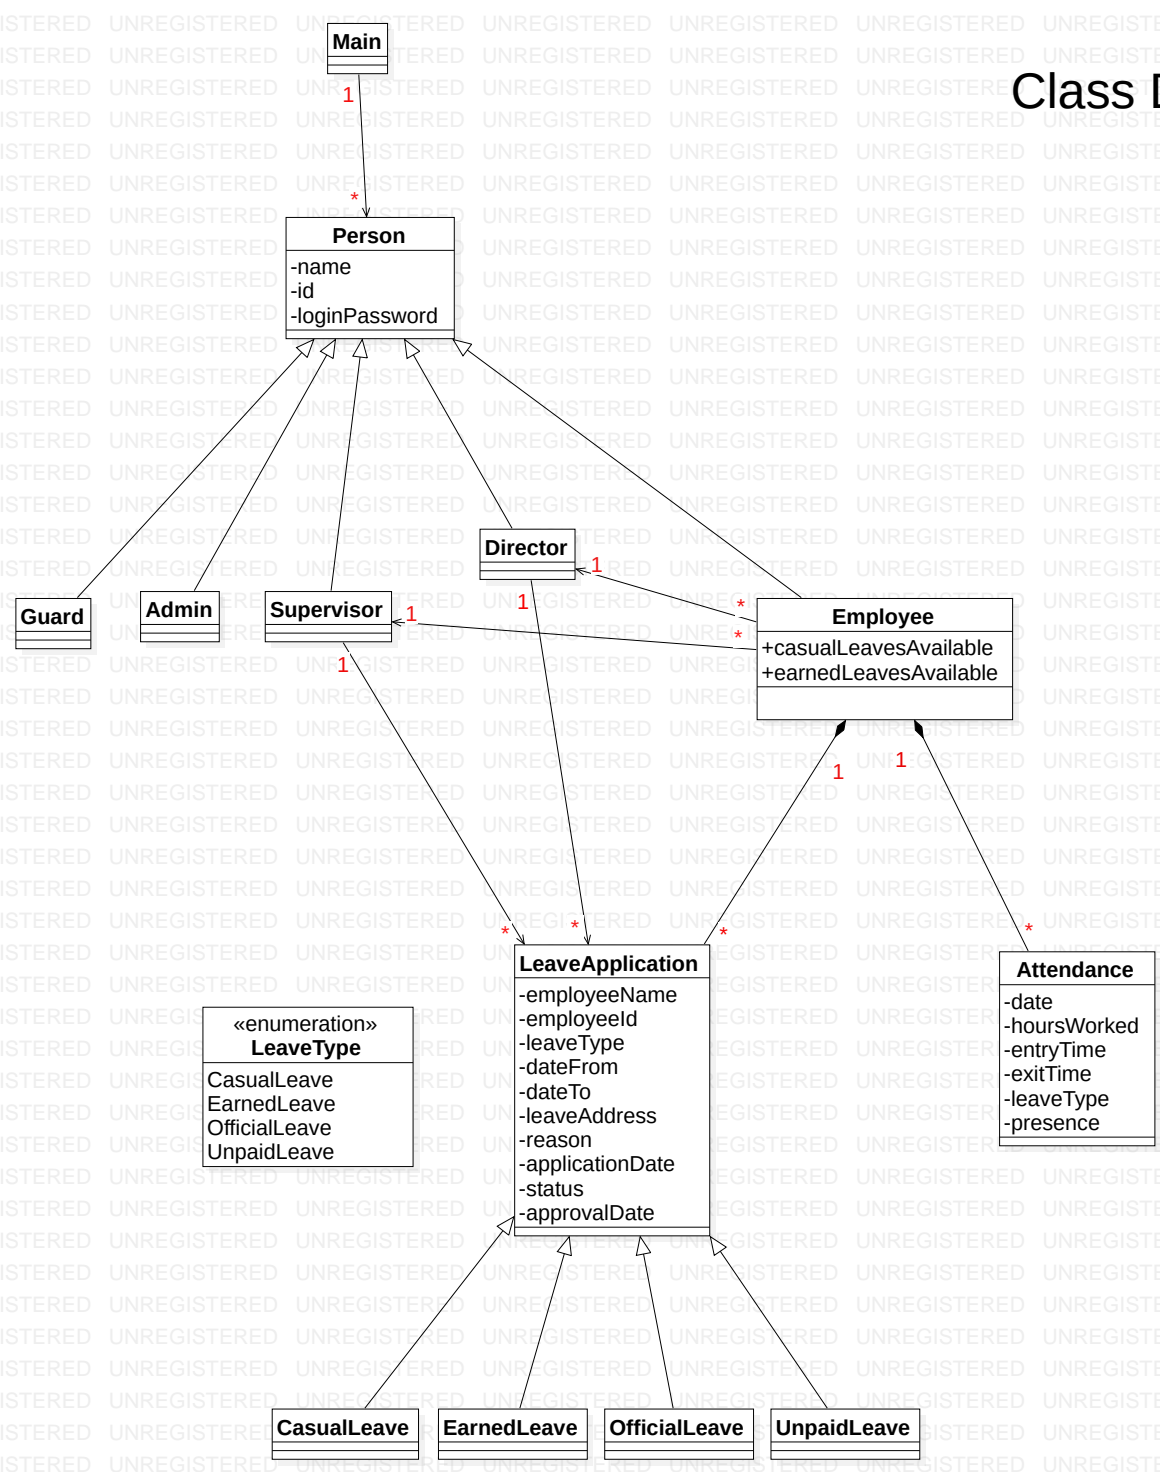 Main
Class D
1
*
Person
-name
-id
-loginPassword
Director
1
1
*
Guard
Admin
Supervisor
1
1
*
Employee
+casualLeavesAvailable
+earnedLeavesAvailable
1
1
*
*
*
*
LeaveApplication
-employeeName
-employeeId
-leaveType
-dateFrom
-dateTo
-leaveAddress
-reason
-applicationDate
-status
-approvalDate
Attendance
-date
-hoursWorked
-entryTime
-exitTime
-leaveType
-presence
«enumeration»
LeaveType
CasualLeave
EarnedLeave
OfficialLeave
UnpaidLeave
CasualLeave
EarnedLeave
OfficialLeave
UnpaidLeave
UNREGISTERED